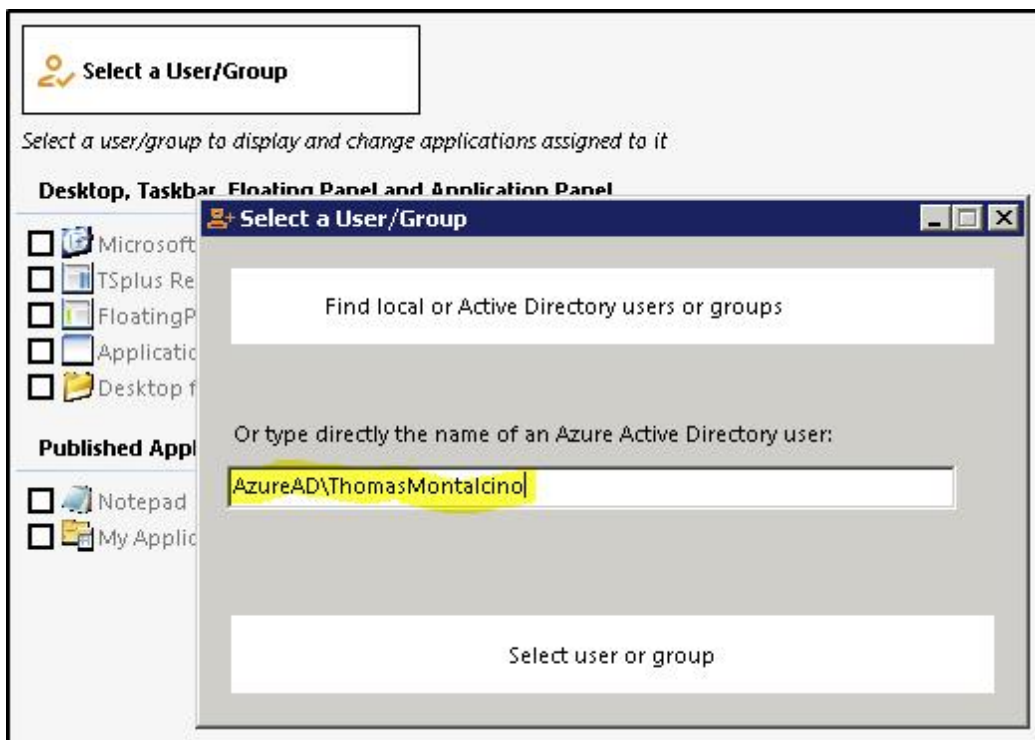 Select a User/Group
Select a user/group to display and change applications assigned to it
Desktop, Taskbar, Floating Panel and Application Panel
Microsoft
TSplus Re
FloatingP
Applicatio
Desktop f
Published Appl
Notepad
My Applic
Select a User/Group
Find local or Active Directory users or groups
Or type directly the name of an Azure Active Directory user:
AzureAD\ThomasMontalcino
Select user or group